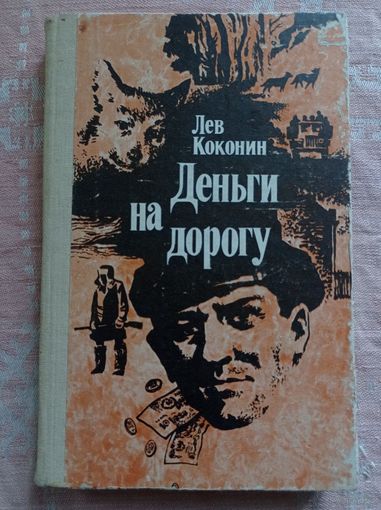 Лев
Коконин
Деньги
на
дорогу